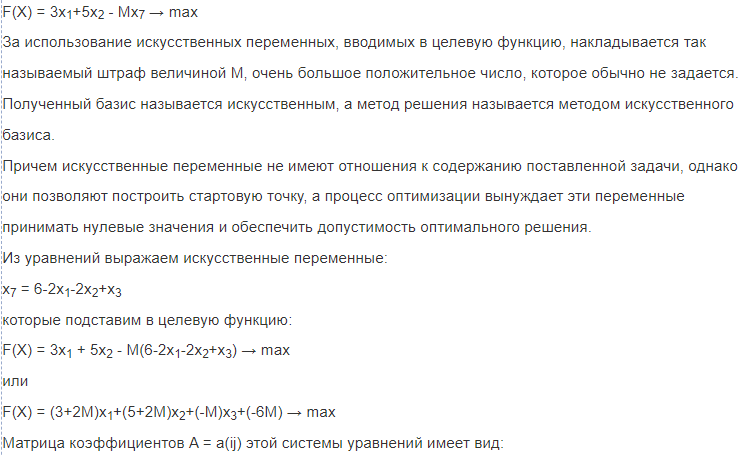 F(X) = 3x₁+5x₂ - Mx₇ → max
За использование искусственных переменных, вводимых в целевую функцию, накладывается так
называемый штраф величиной М, очень большое положительное число, которое обычно не задается.
Полученный базис называется искусственным, а метод решения называется методом искусственного
базиса.
Причем искусственные переменные не имеют отношения к содержанию поставленной задачи, однако
они позволяют построить стартовую точку, а процесс оптимизации вынуждает эти переменные
принимать нулевые значения и обеспечить допустимость оптимального решения.
Из уравнений выражаем искусственные переменные:
x₇ = 6-2x₁-2x₂+x₃
которые подставим в целевую функцию:
F(X) = 3x₁ + 5x₂ - M(6-2x₁-2x₂+x₃) → max
или
F(X) = (3+2M)x₁+(5+2M)x₂+(-M)x₃+(-6M) → max
Матрица коэффициентов A = a(ij) этой системы уравнений имеет вид: